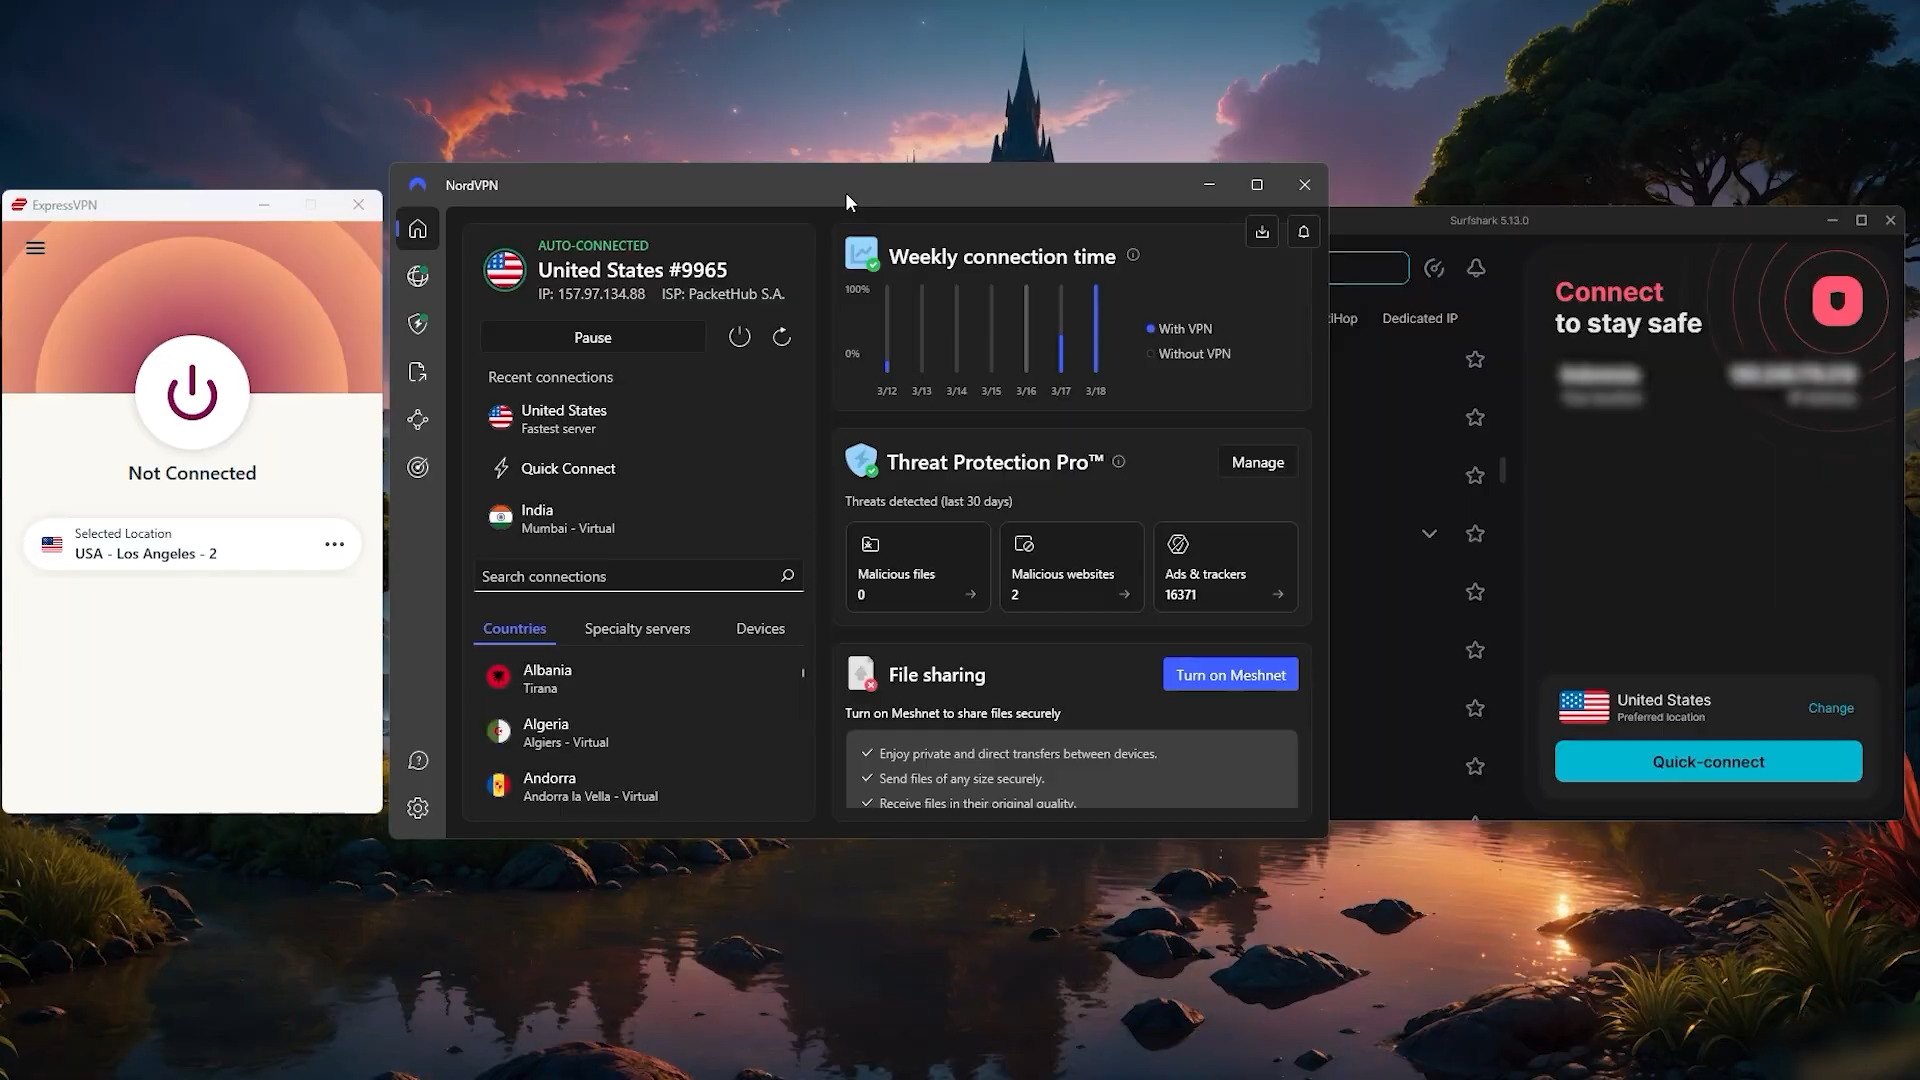 ExpressVPN
Not Connected
Selected Location
USA - Los Angeles - 2
NordVPN
AUTO-CONNECTED
United States #9965
IP: 157.97.134.88 ISP: PacketHub S.A.
Pause
Recent connections
United States
Fastest server
Quick Connect
India
Mumbai - Virtual
Search connections
Countries Specialty servers Devices
Albania
Tirana
Algeria
Algiers - Virtual
Andorra
Andorra la Vella - Virtual
Weekly connection time
100%
0%
3/12 3/13 3/14 3/15 3/16 3/17 3/18
With VPN
Without VPN
Threat Protection Pro™
Manage
Threats detected (last 30 days)
Malicious files
0
Malicious websites
2
Ads & trackers
16371
File sharing
Turn on Meshnet
Turn on Meshnet to share files securely
Enjoy private and direct transfers between devices.
Send files of any size securely.
Receive files in their original quality.
Surfshark 5.13.0
iHop Dedicated IP
Connect
to stay safe
United States
Preferred location
Change
Quick-connect